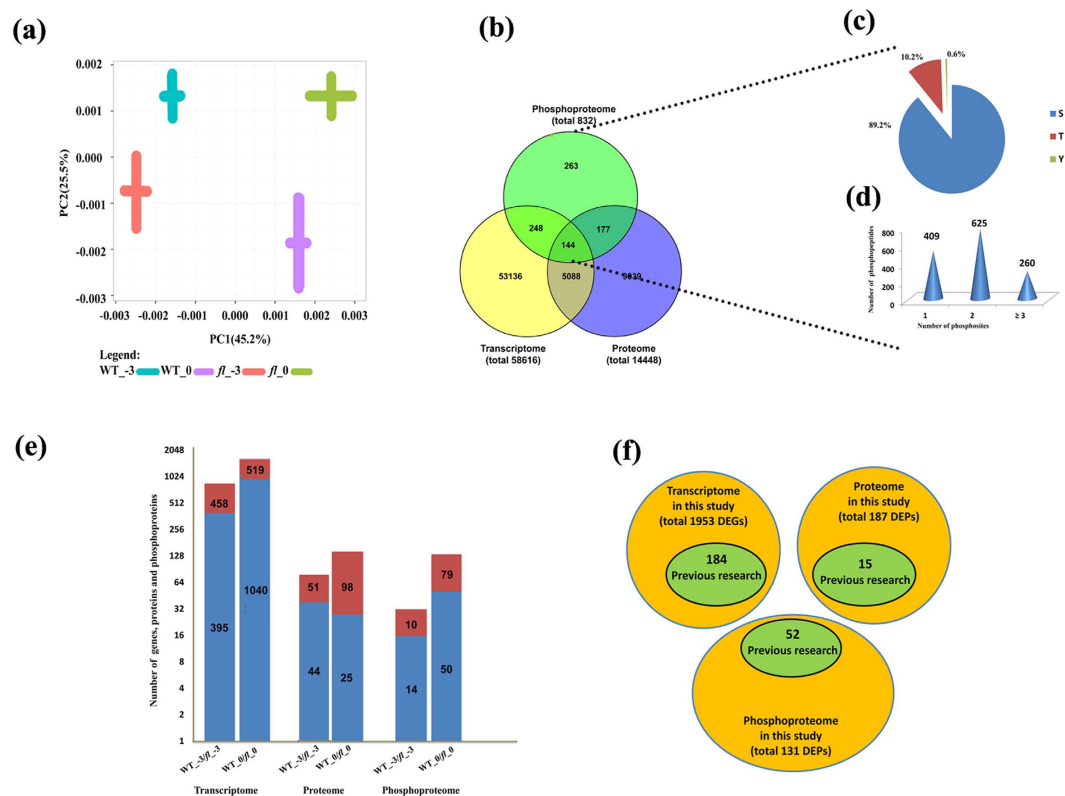 (a)
0.002
0.001
0.000
-0.001
-0.002
-0.003
PC2(25.5%)
-0.003 -0.002 -0.001 0.000 0.001 0.002 0.003
PC1(45.2%)
Legend:
WT_-3 WT_0 fl_-3 fl_0
(b)
Phosphoproteome
(total 832)
263
248
177
144
53136
5088
9039
Transcriptome
(total 58616)
Proteome
(total 14448)
(c)
10.2%
0.6%
89.2%
S
T
Y
(d)
Number of phosphopeptides
800
600
400
200
0
409
625
260
1 2 ≥3
Number of phosphosites
(e)
Number of genes, proteins and phosphoproteins
2048
1024
512
256
128
64
32
16
8
4
2
1
458
395
519
1040
51
44
98
25
10
14
79
50
WT_-3/fl_-3 WT_0/fl_0 WT_-3/fl_-3 WT_0/fl_0 WT_-3/fl_-3 WT_0/fl_0
Transcriptome Proteome Phosphoproteome
(f)
Transcriptome
in this study
(total 1953 DEGs)
184
Previous research
Proteome
in this study
(total 187 DEPs)
15
Previous research
52
Previous research
Phosphoproteome
in this study
(total 131 DEPs)